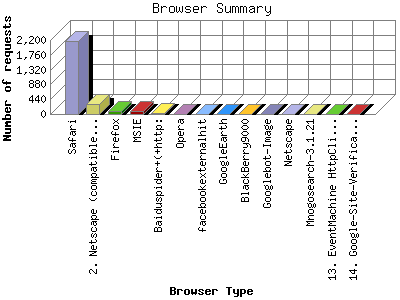 Browser Summary
Number of requests
2,200
1,760
1,320
880
440
0
Safari
2. Netscape (compatible...
Firefox
MSIE
Baiduspider+(+http:
Opera
facebookexternalhit
GoogleEarth
BlackBerry9000
Googlebot-Image
Netscape
Mnogosearch-3.1.21
13. EventMachine HttpCli...
14. Google-Site-Verifica...
Browser Type